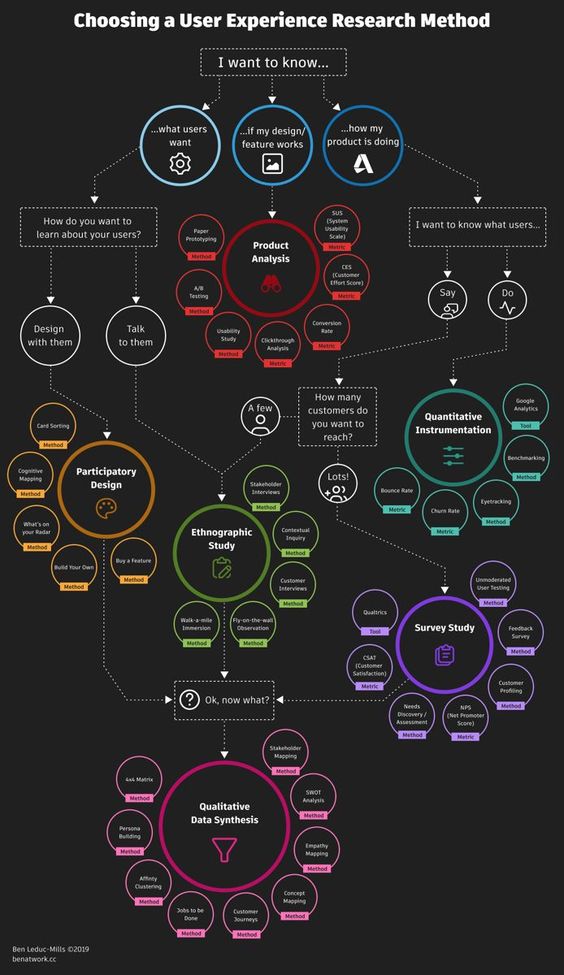 Choosing a User Experience Research Method
I want to know...
...what users
want
...if my design/
feature works
...how my
product is doing
How do you want to
learn about your users?
I want to know what users...
Paper
Prototyping
Method
A/B
Testing
Method
Usability
Study
Method
Clickthrough
Analysis
Metric
Conversion
Rate
Metric
CES
(Customer
Effort Score)
Metric
SUS
(System
Usability
Scale)
Metric
Product
Analysis
Design
with them
Talk
to them
Say
Do
A few
How many
customers do
you want to
reach?
Lots!
Quantitative
Instrumentation
Google
Analytics
Tool
Benchmarking
Method
Eyetracking
Method
Churn Rate
Metric
Bounce Rate
Metric
Participatory
Design
Card Sorting
Method
Cognitive
Mapping
Method
What's on
your Radar
Method
Build Your Own
Method
Buy a Feature
Method
Ethnographic
Study
Stakeholder
Interviews
Method
Contextual
Inquiry
Method
Customer
Interviews
Method
Fly-on-the-wall
Observation
Method
Walk-a-mile
Immersion
Method
Survey Study
Unmoderated
User Testing
Method
Feedback
Survey
Method
Customer
Profiling
Method
NPS
(Net Promoter
Score)
Metric
Needs
Discovery /
Assessment
Method
CSAT
(Customer
Satisfaction)
Metric
Qualtrics
Tool
Ok, now what?
Qualitative
Data Synthesis
Stakeholder
Mapping
Method
SWOT
Analysis
Method
Empathy
Mapping
Method
Concept
Mapping
Method
Customer
Journeys
Method
Jobs to be
Done
Method
Affinty
Clustering
Method
Persona
Building
Method
4x4 Matrix
Method
Ben Leduc-Mills ©2019
benatwork.cc